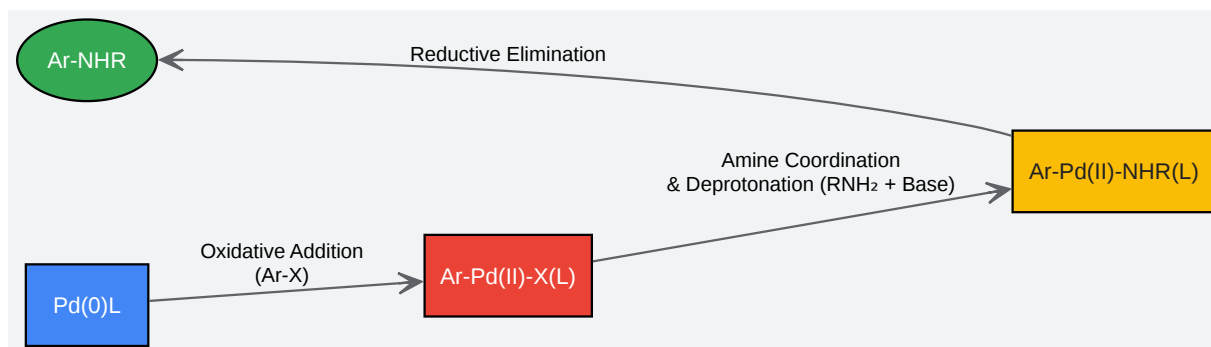 Ar-NHR
Reductive Elimination
Amine Coordination
& Deprotonation (RNH₂ + Base)
Ar-Pd(II)-NHR(L)
Oxidative Addition
(Ar-X)
Ar-Pd(II)-X(L)
Pd(0)L